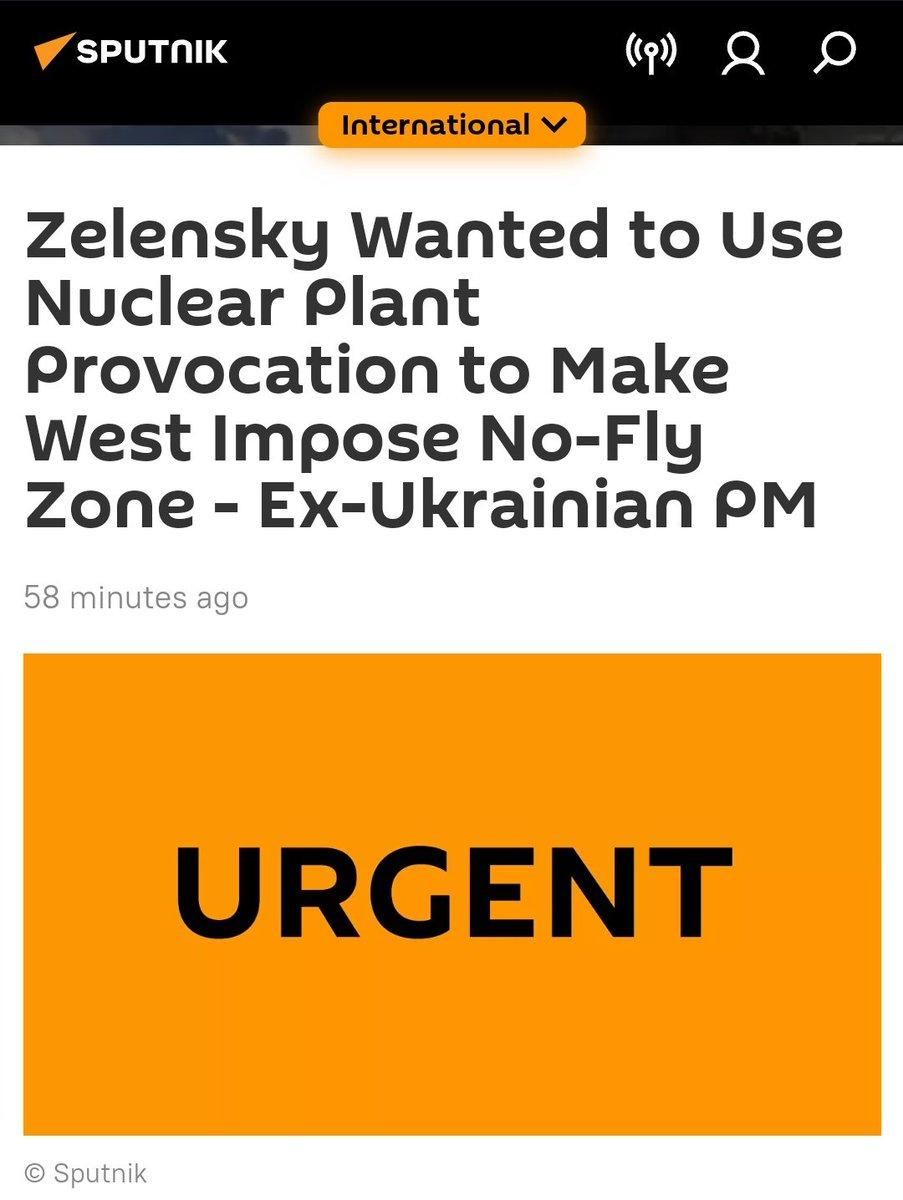 SPUTNIK
International
Zelensky Wanted to Use
Nuclear Plant
Provocation to Make
West Impose No-Fly
Zone - Ex-Ukrainian PM
58 minutes ago
URGENT
© Sputnik